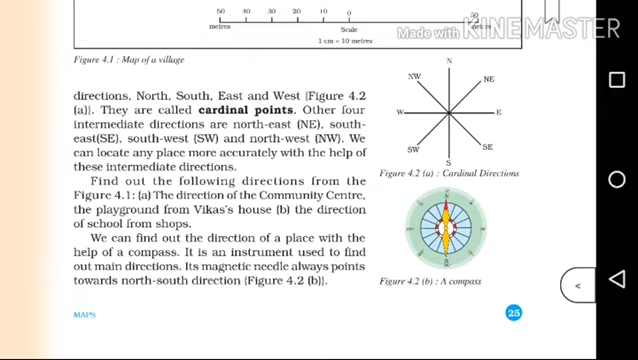 50 40 30 20 10 0 50
metres Scale metres
1 cm = 10 metres
Made with KINEMASTER
Figure 4.1 : Map of a village
directions, North, South, East and West [Figure 4.2
(a)]. They are called cardinal points. Other four
intermediate directions are north-east (NE), south-
east(SE), south-west (SW) and north-west (NW). We
can locate any place more accurately with the help of
these intermediate directions.
Find out the following directions from the
Figure 4.1: (a) The direction of the Community Centre,
the playground from Vikas's house (b) the direction
of school from shops.
We can find out the direction of a place with the
help of a compass. It is an instrument used to find
out main directions. Its magnetic needle always points
towards north-south direction [Figure 4.2 (b)].
N
NW NE
W E
SW SE
S
Figure 4.2 (a) : Cardinal Directions
N
Figure 4.2 (b) : A compass
MAPS 25